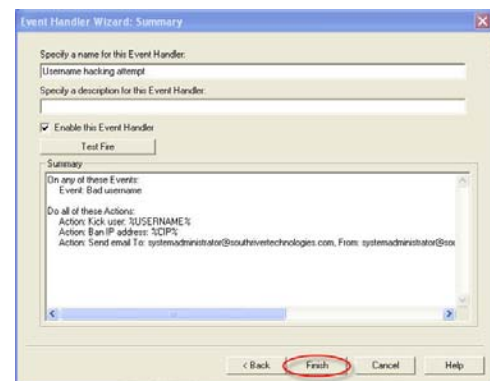 Event Handler Wizard: Summary
Specify a name for this Event Handler:
Username hacking attempt
Specify a description for this Event Handler:
Enable this Event Handler
Test Fire
Summary
On any of these Events:
Event: Bad username
Do all of these Actions:
Action: Kick user: %USERNAME%
Action: Ban IP address: %CIP%
Action: Send email To: systemadministrator@southrivertechnologies.com, From: systemadministrator@sou
< Back
Finish
Cancel
Help